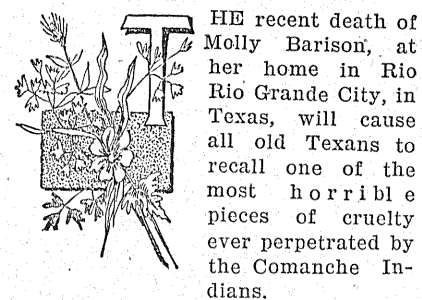 THE recent death of
Molly Barison, at
her home in Rio
Rio Grande City, in
Texas, will cause
all old Texans to
recall one of the
most horrible
pieces of cruelty
ever perpetrated by
the Comanche In-
dians.